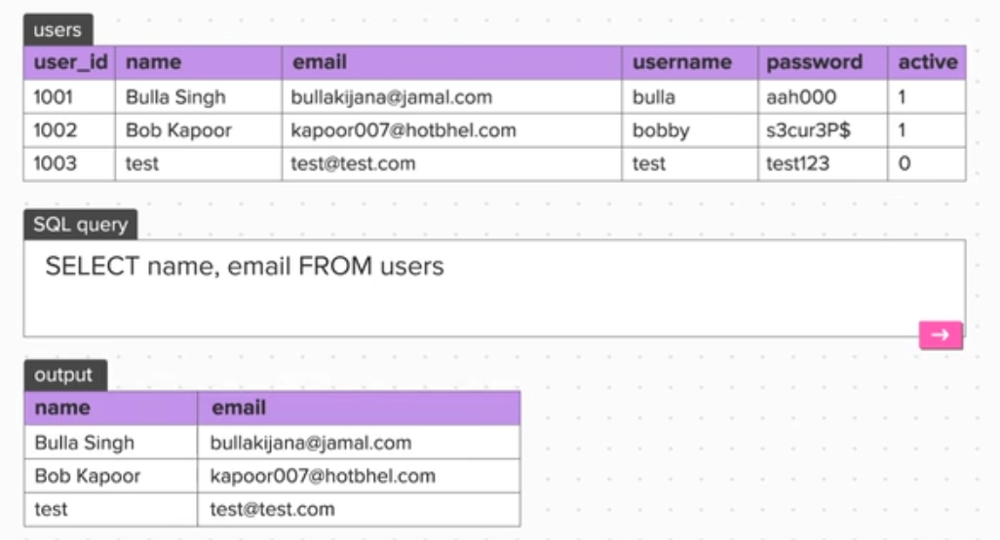 users
user_id name email username password active
1001 Bulla Singh bullakijana@jamal.com bulla aah000 1
1002 Bob Kapoor kapoor007@hotbhel.com bobby s3cur3P$ 1
1003 test test@test.com test test123 0
SQL query
SELECT name, email FROM users
→
output
name email
Bulla Singh bullakijana@jamal.com
Bob Kapoor kapoor007@hotbhel.com
test test@test.com